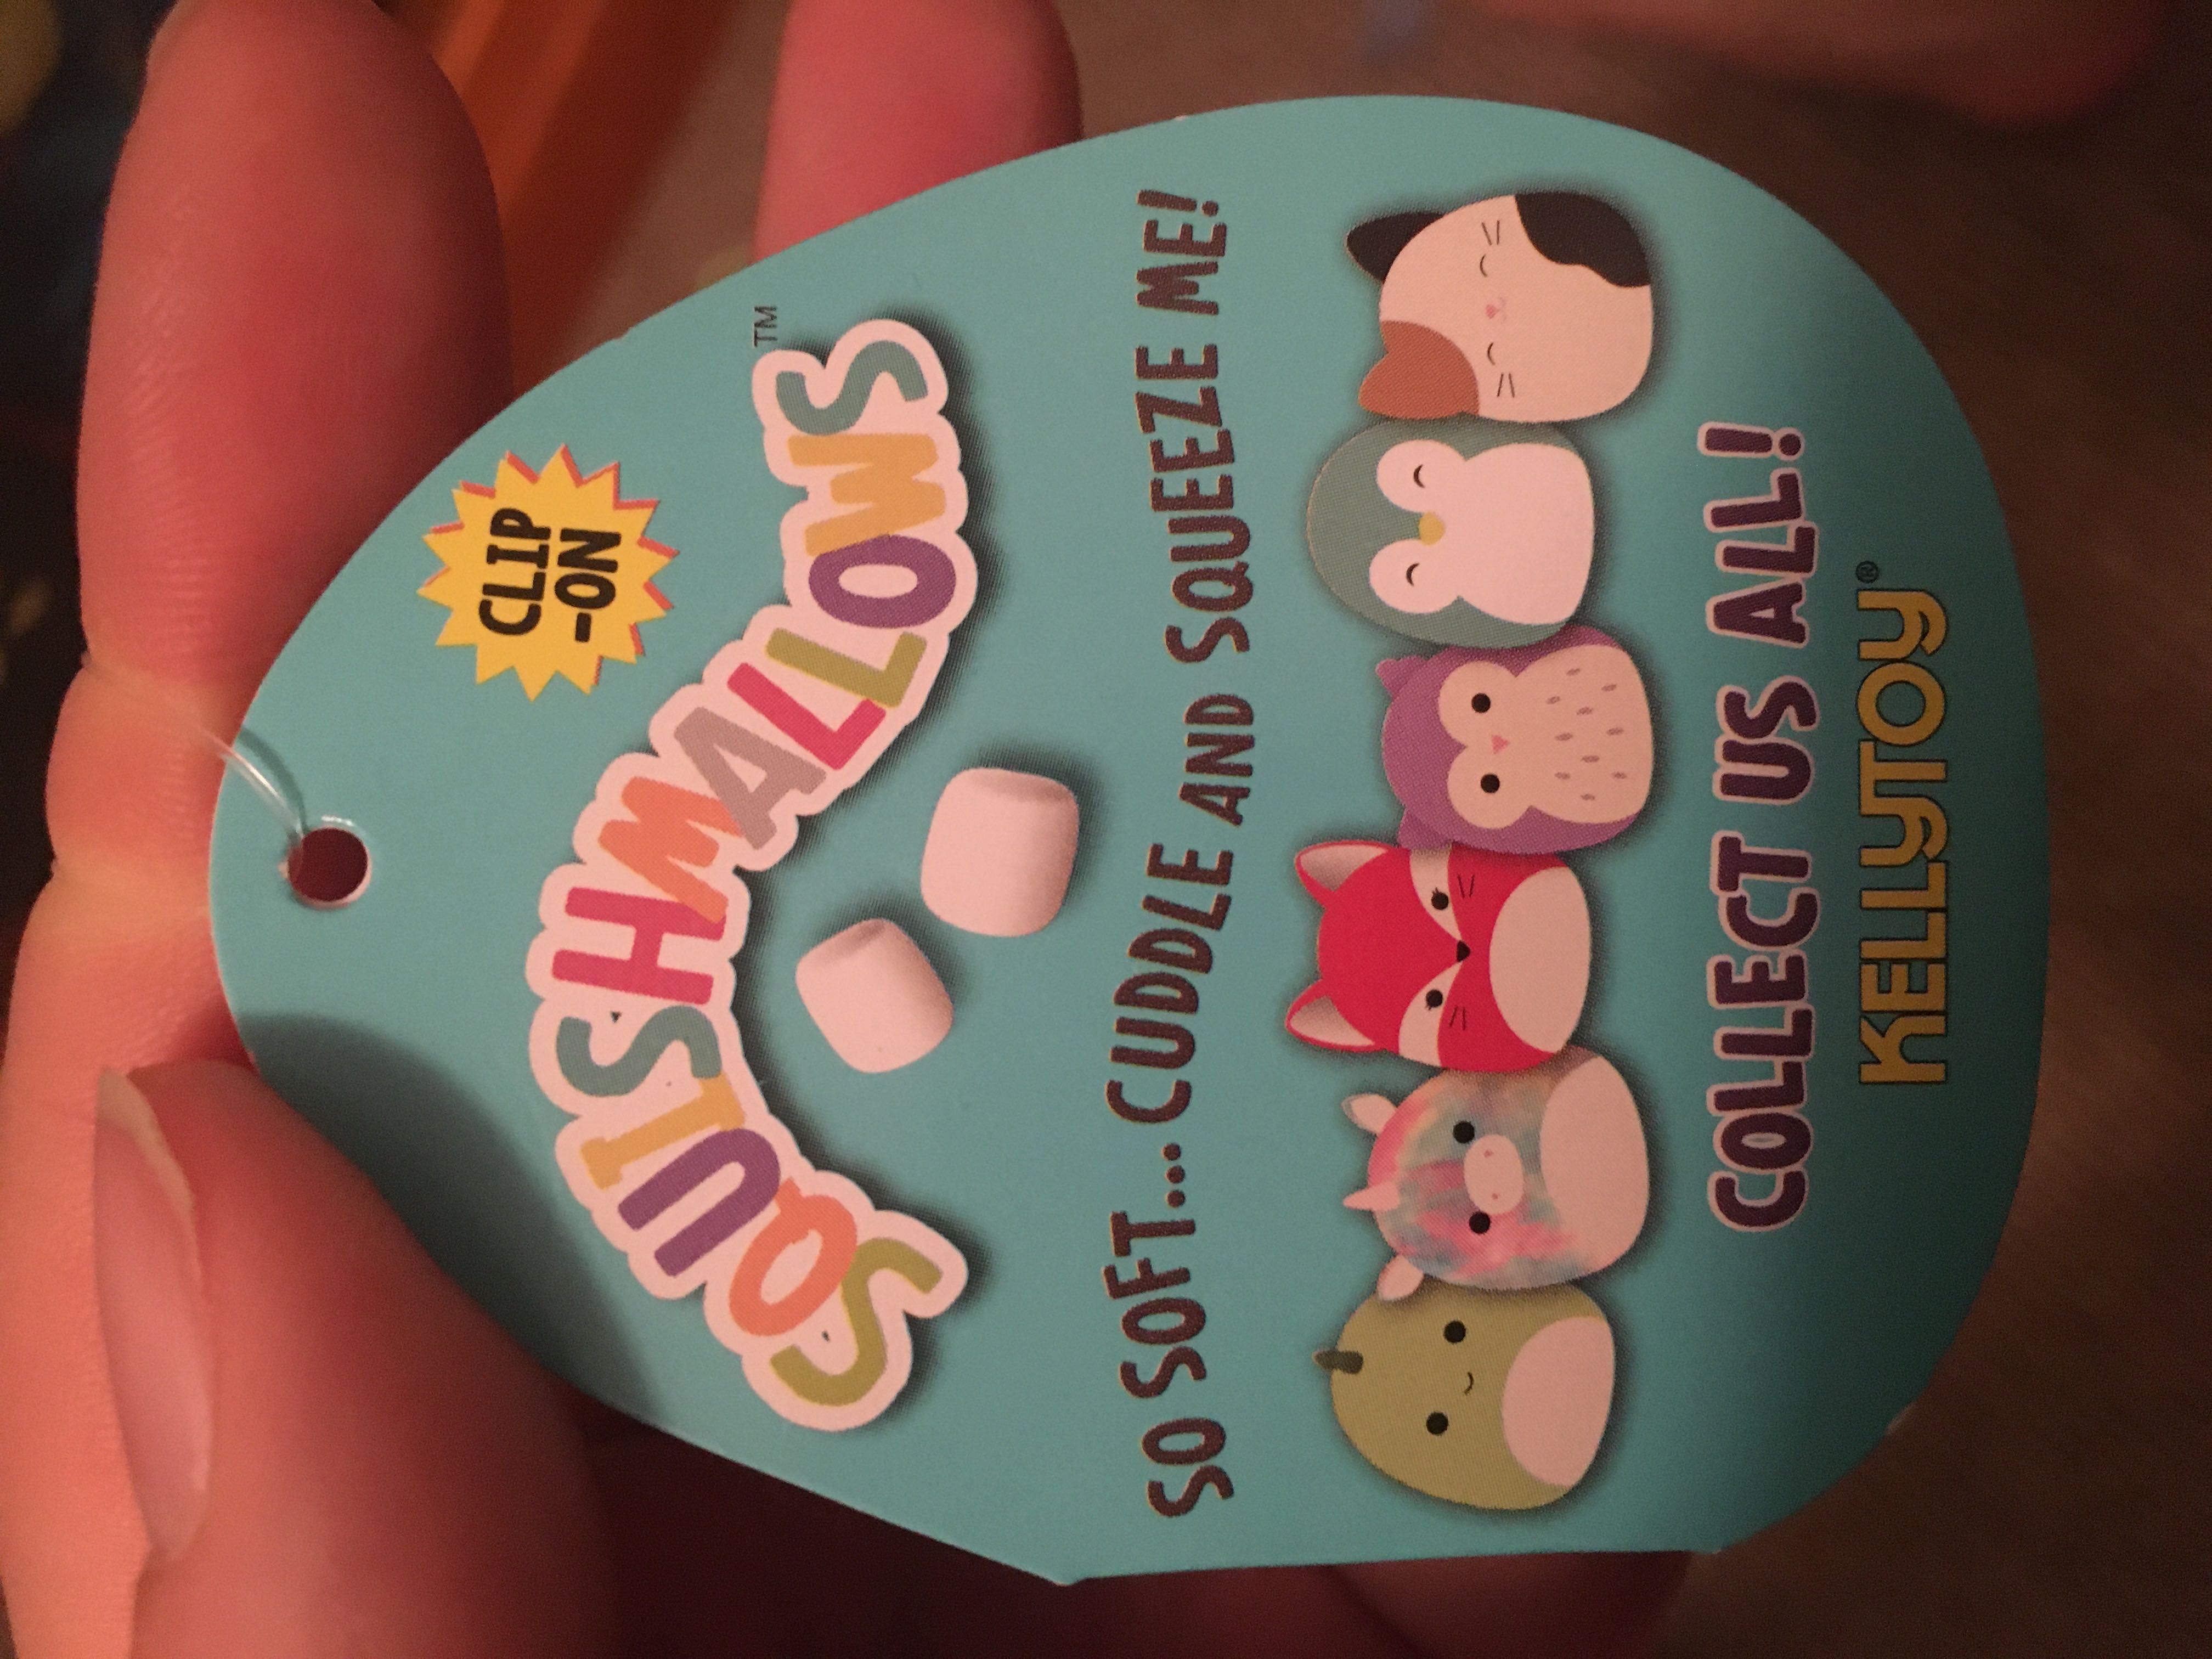 CLIP
-ON
SQUISHMALLOWS™
SO SOFT... CUDDLE AND SQUEEZE ME!
COLLECT US ALL!
KELLYTOY®